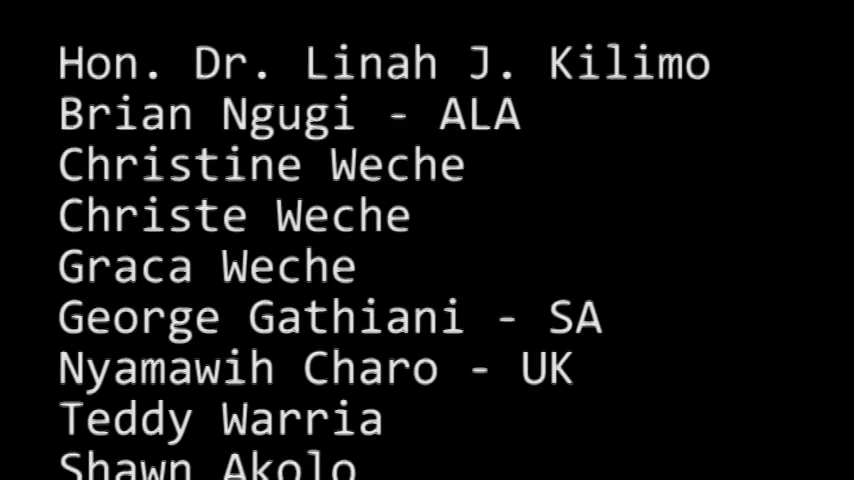 Hon. Dr. Linah J. Kilimo
Brian Ngugi - ALA
Christine Weche
Christe Weche
Graca Weche
George Gathiani - SA
Nyamawih Charo - UK
Teddy Warria
Shawn Akolo